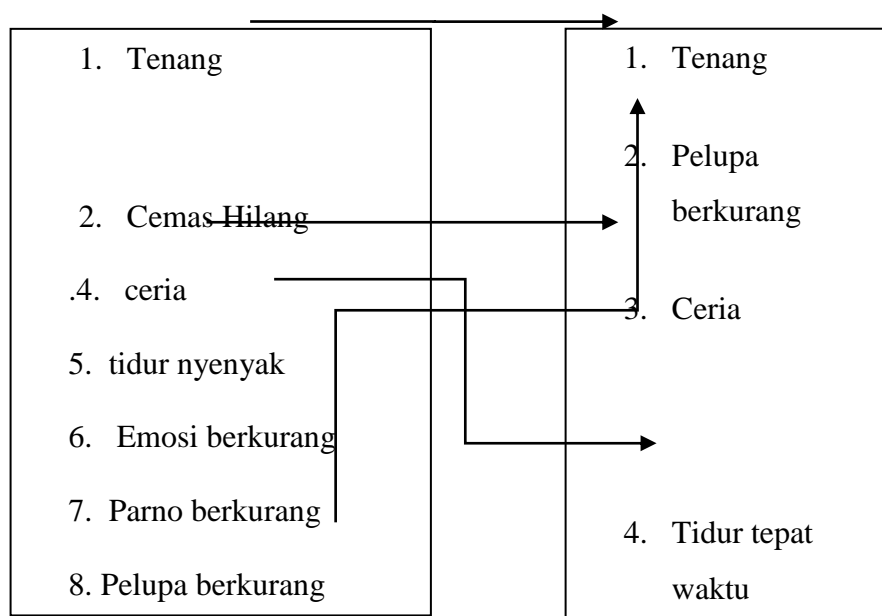 1. Tenang
2. Cemas Hilang
.4. ceria
5. tidur nyenyak
6. Emosi berkurang
7. Parno berkurang
8. Pelupa berkurang
1. Tenang
2. Pelupa
berkurang
3. Ceria
4. Tidur tepat
waktu